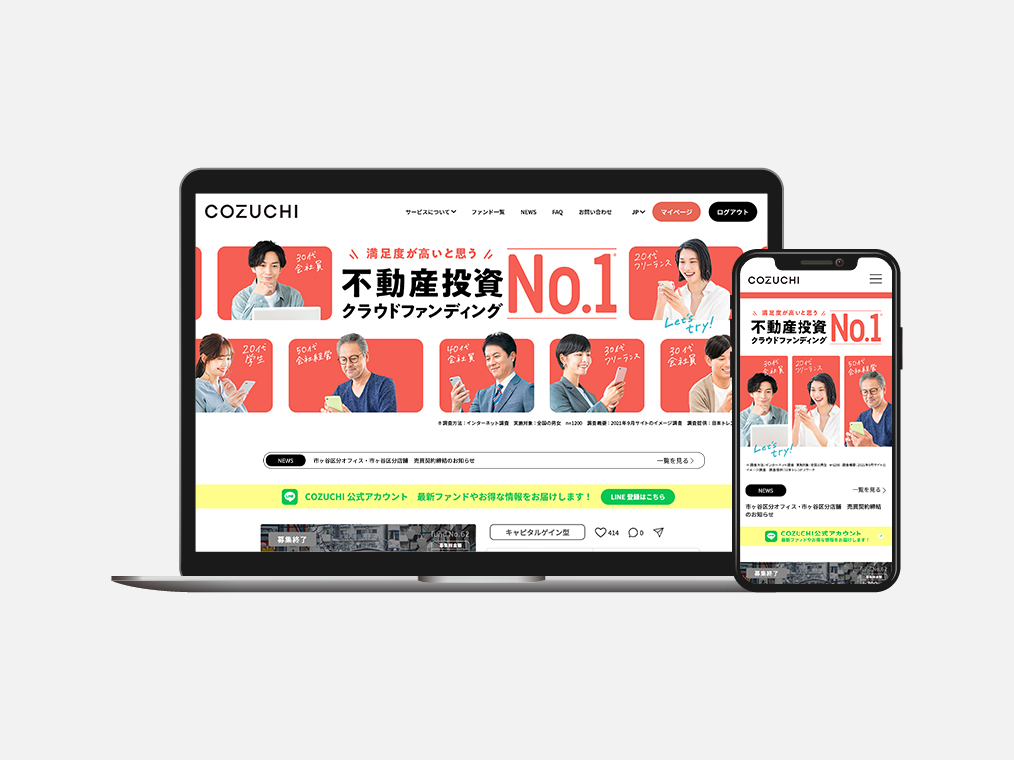 COZUCHI
サービスについて
ファンド一覧
NEWS
FAQ
お問い合わせ
JP
マイページ
ログアウト
30代
会社員
満足度が高いと思う
不動産投資
クラウドファンディング
No.1
20代
フリーランス
Let's
try!
20代
学生
50代
会社経営
40代
会社員
30代
フリーランス
30代
会社員
※調査方法：インターネット調査 実施対象：全国の男女 n=1200 調査概要：2021年9月サイトのイメージ調査 調査提供：日本トレン
NEWS
市ヶ谷区分オフィス・市ヶ谷区分店舗 売買契約締結のお知らせ
一覧を見る
COZUCHI 公式アカウント 最新ファンドやお得な情報をお届けします！
LINE 登録はこちら
募集終了
fund No.62
募集総金額
キャピタルゲイン型
414
0
COZUCHI
満足度が高いと思う
不動産投資
クラウドファンディング
No.1
30代
会社員
20代
フリーランス
50代
会社経営
Let's
try!
NEWS
一覧を見る
市ヶ谷区分オフィス・市ヶ谷区分店舗 売買契約締結
のお知らせ
COZUCHI公式アカウント
最新ファンドやお得な情報をお届けします！
募集終了